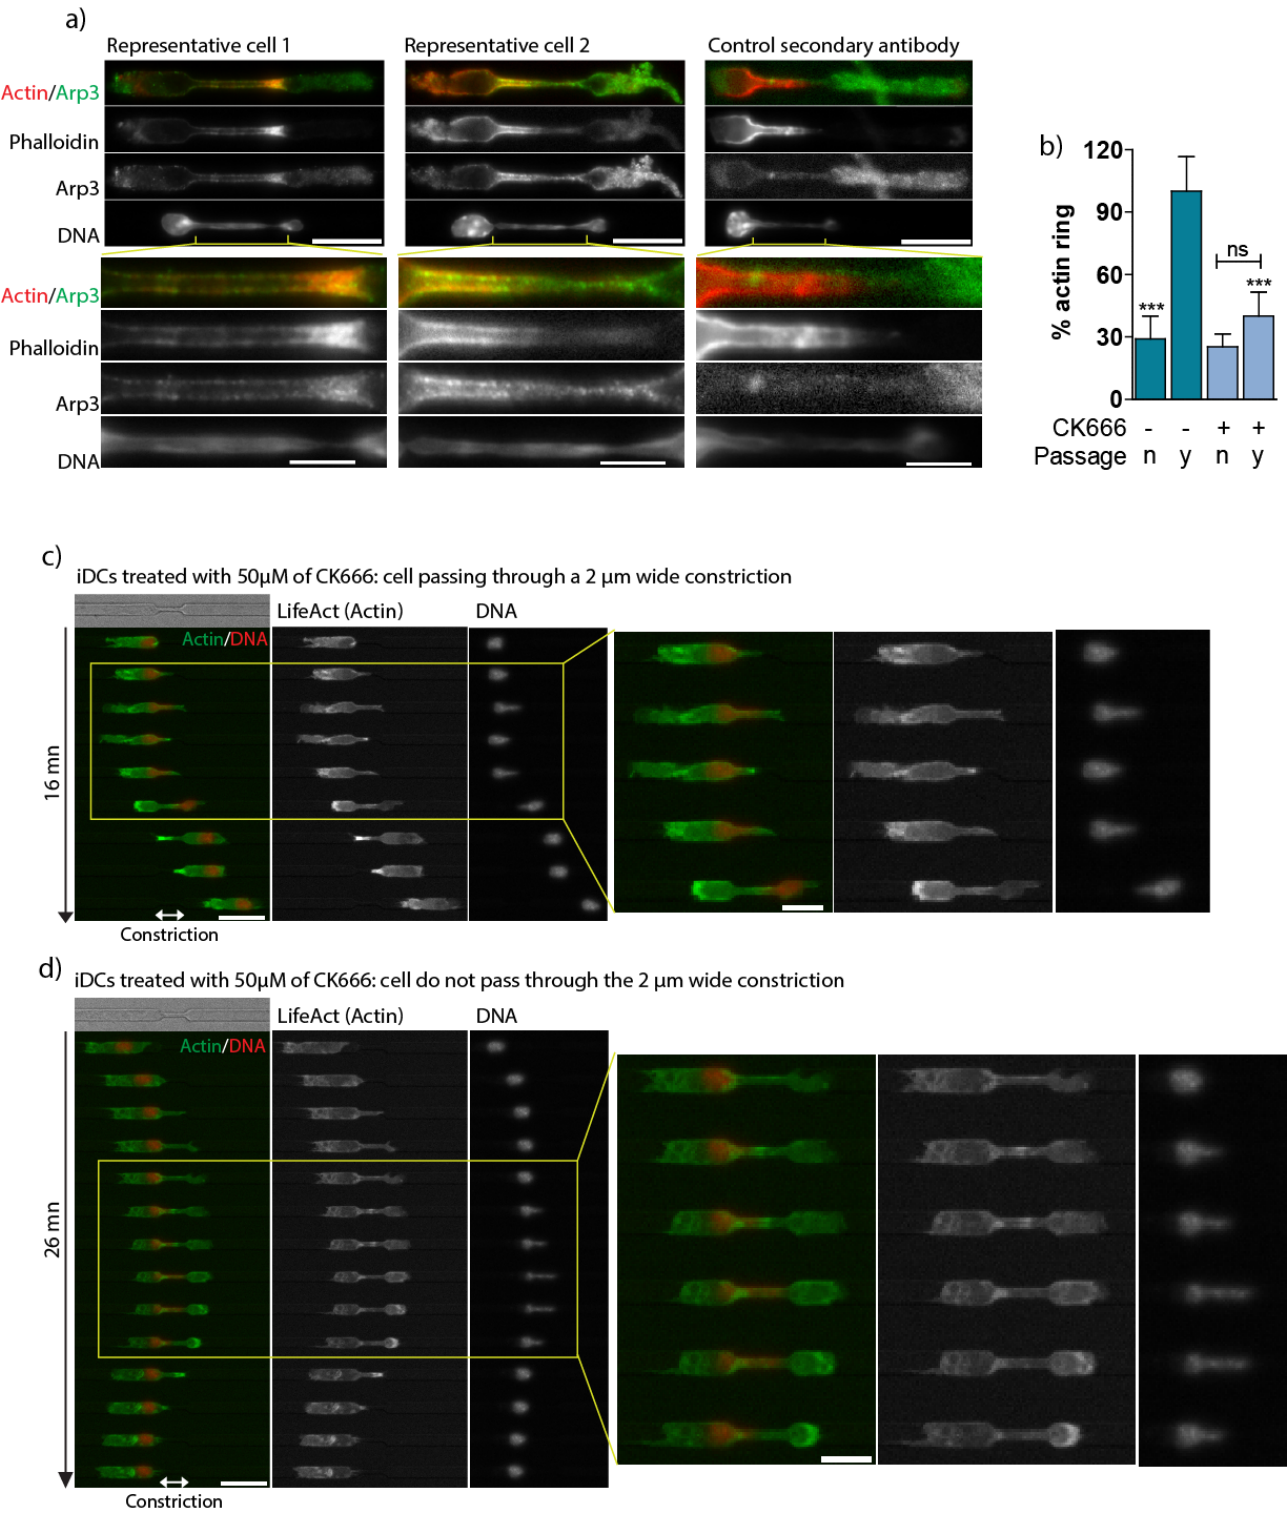 a)
Representative cell 1
Representative cell 2
Control secondary antibody
Actin/Arp3
Phalloidin
Arp3
DNA
Actin/Arp3
Phalloidin
Arp3
DNA
b)
% actin ring
120
90
60
30
0
***
ns
***
CK666 - - + +
Passage n y n y
c)
iDCs treated with 50µM of CK666: cell passing through a 2 µm wide constriction
LifeAct (Actin)
DNA
Actin/DNA
16 mn
Constriction
d)
iDCs treated with 50µM of CK666: cell do not pass through the 2 µm wide constriction
LifeAct (Actin)
DNA
Actin/DNA
26 mn
Constriction